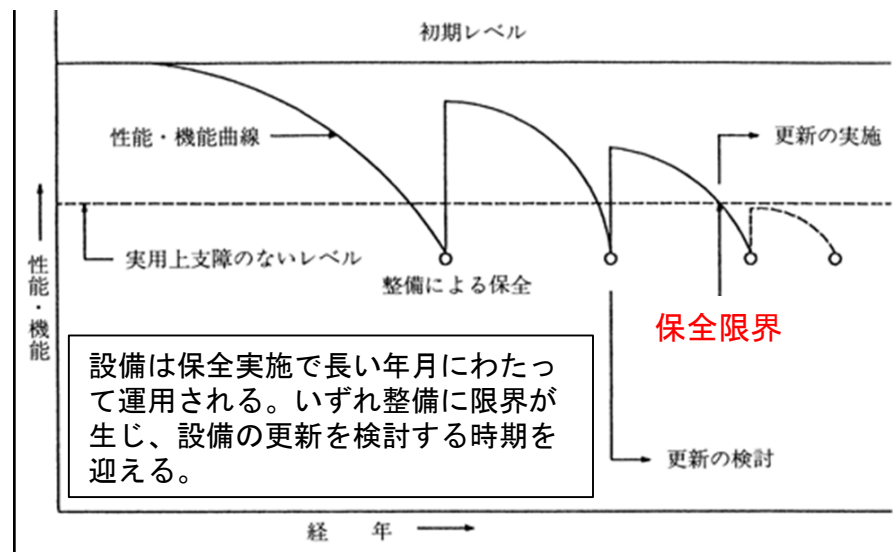 初期レベル
性能・機能曲線
更新の実施
実用上支障のないレベル
整備による保全
性能・機能
保全限界
設備は保全実施で長い年月にわたっ
て運用される。いずれ整備に限界が
生じ、設備の更新を検討する時期を
迎える。
更新の検討
経　年